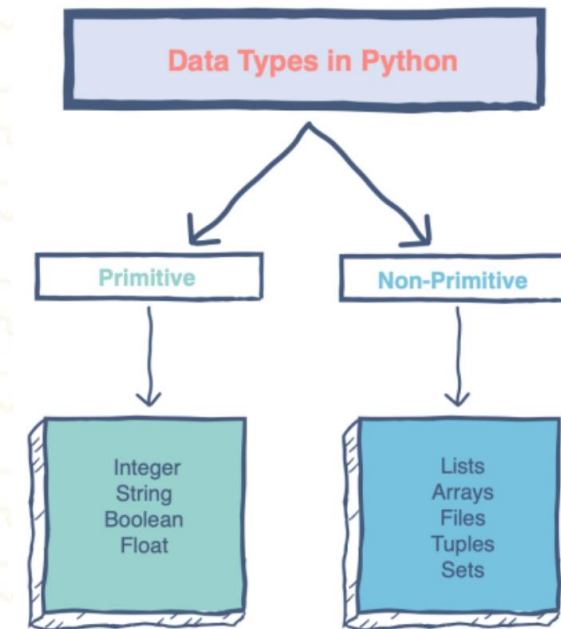 Data Types in Python
Primitive
Non-Primitive
Integer
String
Boolean
Float
Lists
Arrays
Files
Tuples
Sets